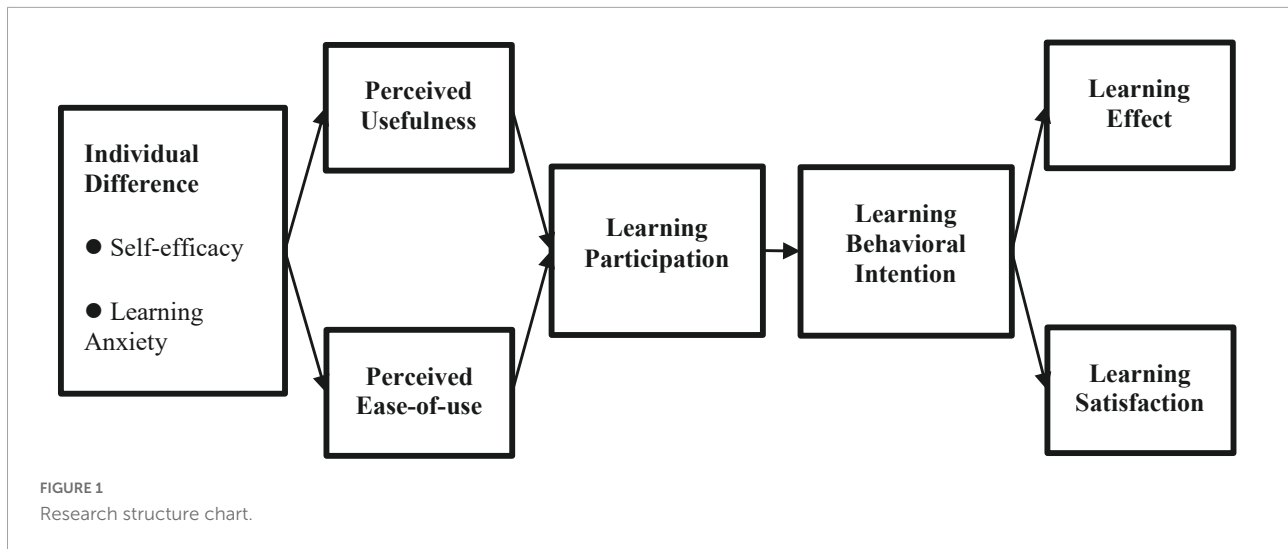 Individual
Difference
● Self-efficacy
● Learning
Anxiety
Perceived
Usefulness
Perceived
Ease-of-use
Learning
Participation
Learning
Behavioral
Intention
Learning
Effect
Learning
Satisfaction
FIGURE 1
Research structure chart.